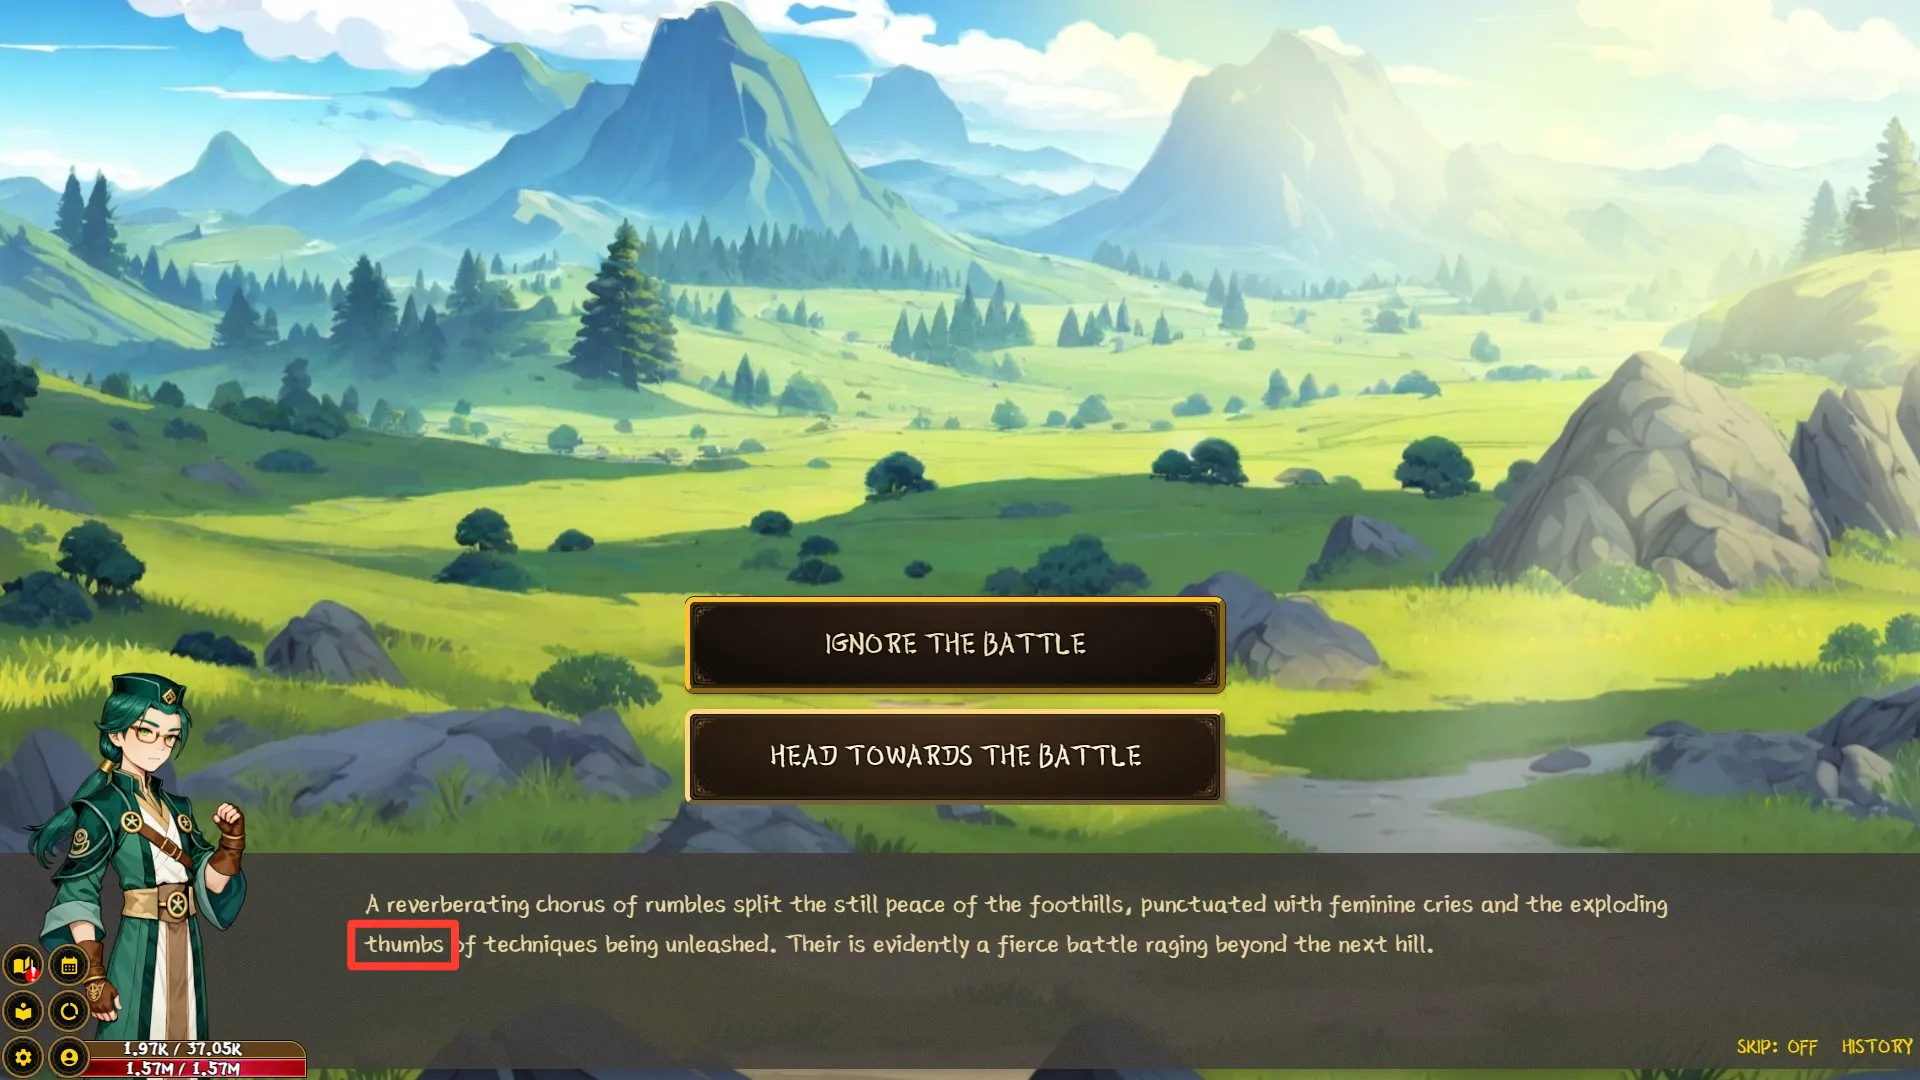 IGNORE THE BATTLE
HEAD TOWARDS THE BATTLE
A reverberating chorus of rumbles split the still peace of the foothills, punctuated with feminine cries and the exploding
thumbs of techniques being unleashed. Their is evidently a fierce battle raging beyond the next hill.
1.97K / 37.05K
1.57M / 1.57M
SKIP: OFF HISTORY